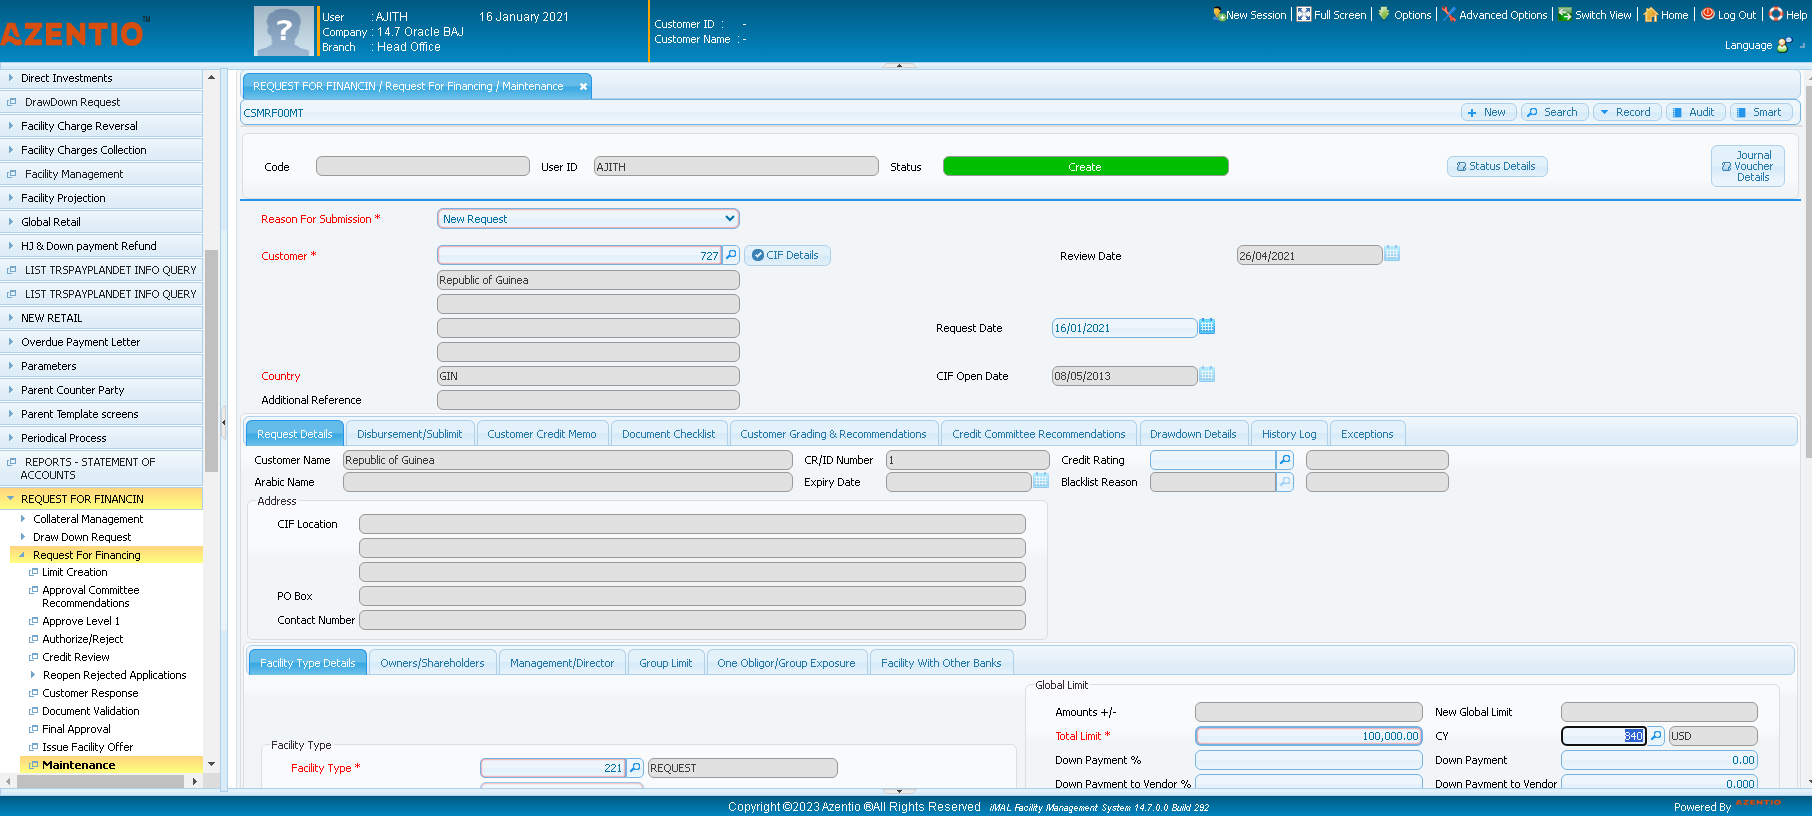 AZENTIO™
User : AJITH 16 January 2021
Company : 14.7 Oracle BAJ
Branch : Head Office
Customer ID : -
Customer Name : -
New Session Full Screen Options Advanced Options Switch View Home Log Out Help
Language
Direct Investments
DrawDown Request
Facility Charge Reversal
Facility Charges Collection
Facility Management
Facility Projection
Global Retail
HJ & Down payment Refund
LIST TRSPAYPLANDET INFO QUERY
LIST TRSPAYPLANDET INFO QUERY
NEW RETAIL
Overdue Payment Letter
Parameters
Parent Counter Party
Parent Template screens
Periodical Process
REPORTS - STATEMENT OF
ACCOUNTS
REQUEST FOR FINANCIN
Collateral Management
Draw Down Request
Request For Financing
Limit Creation
Approval Committee
Recommendations
Approve Level 1
Authorize/Reject
Credit Review
Reopen Rejected Applications
Customer Response
Document Validation
Final Approval
Issue Facility Offer
Maintenance
REQUEST FOR FINANCIN / Request For Financing / Maintenance
CSMRF00MT
New Search Record Audit Smart
Code User ID AJITH Status Create Status Details
Journal
Voucher
Details
Reason For Submission * New Request
Customer * 727 CIF Details Review Date 26/04/2021
Republic of Guinea
Request Date 16/01/2021
Country GIN CIF Open Date 08/05/2013
Additional Reference
Request Details Disbursement/Sublimit Customer Credit Memo Document Checklist Customer Grading & Recommendations Credit Committee Recommendations Drawdown Details History Log Exceptions
Customer Name Republic of Guinea CR/ID Number 1 Credit Rating
Arabic Name Expiry Date Blacklist Reason
Address
CIF Location
PO Box
Contact Number
Facility Type Details Owners/Shareholders Management/Director Group Limit One Obligor/Group Exposure Facility With Other Banks
Global Limit
Amounts +/- New Global Limit
Total Limit * 100,000.00 CY 840 USD
Facility Type
Down Payment % Down Payment 0.00
Facility Type * 221 REQUEST
Down Payment to Vendor % Down Payment to Vendor 0.000
Copyright ©2023 Azentio ®All Rights Reserved iMAL Facility Management System 14.7.0.0 Build 292
Powered By AZENTIO